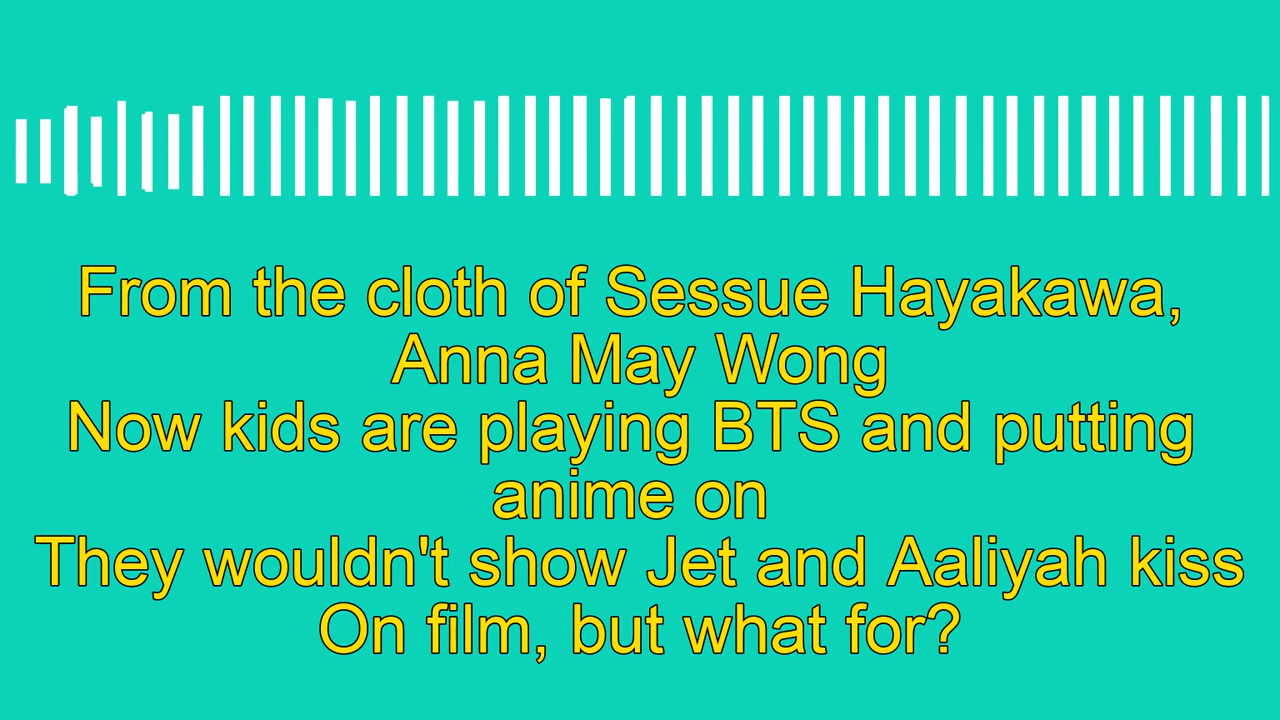 From the cloth of Sessue Hayakawa,
Anna May Wong
Now kids are playing BTS and putting
anime on
They wouldn't show Jet and Aaliyah kiss
On film, but what for?